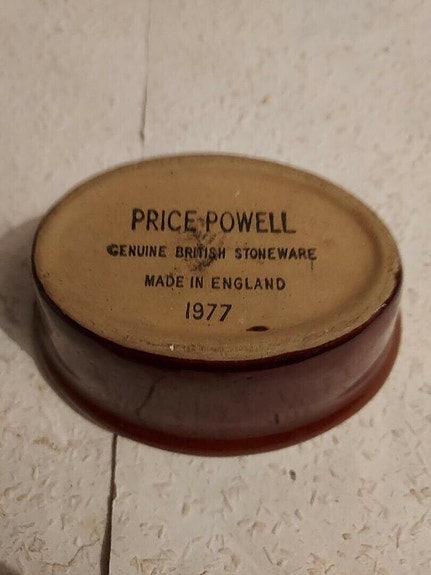 PRICE POWELL
GENUINE BRITISH STONEWARE
MADE IN ENGLAND
1977